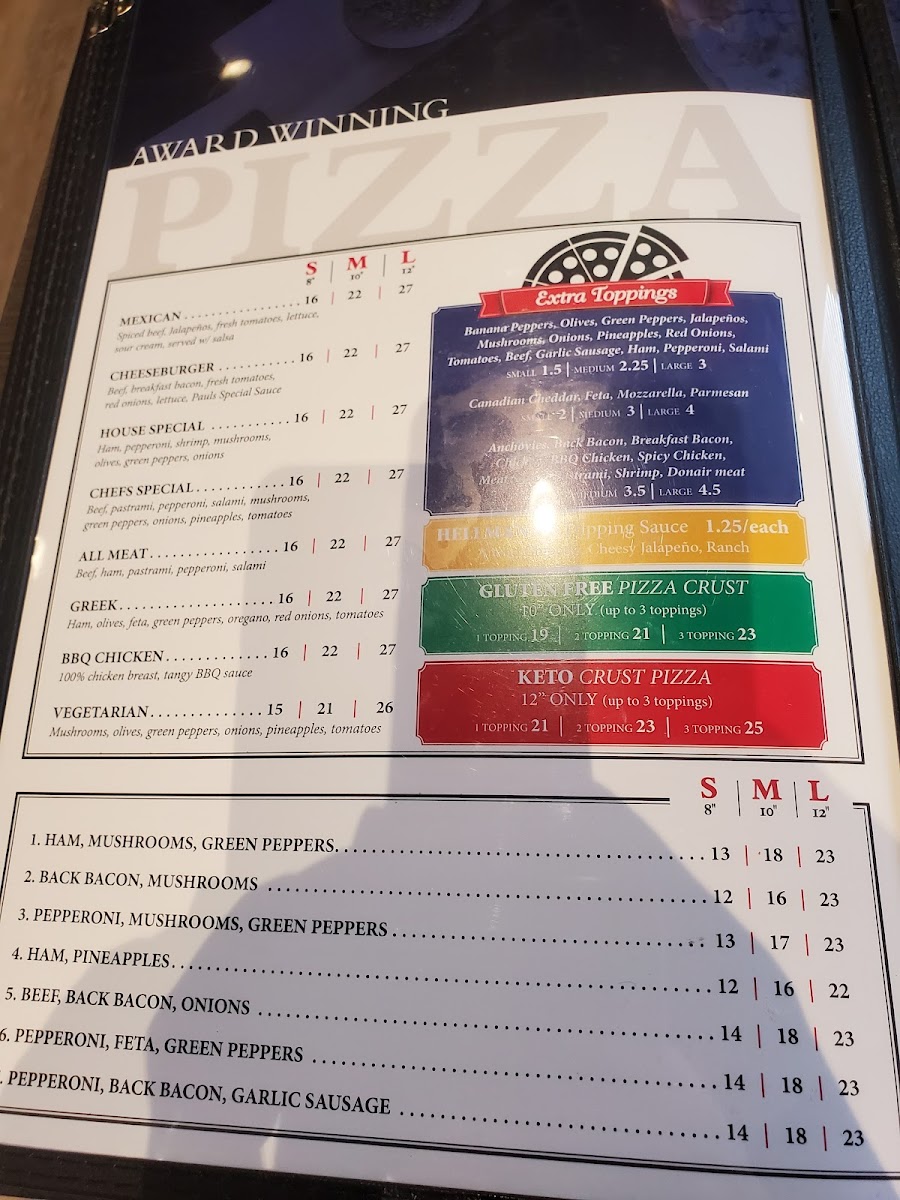 AWARD WINNING
PIZZA
S | M | L
8" 10" 12"
MEXICAN 16 | 22 | 27
Spiced beef, Jalapeños, fresh tomatoes, lettuce,
sour cream, served w/ salsa
CHEESEBURGER 16 | 22 | 27
Beef, breakfast bacon, fresh tomatoes,
red onions, lettuce, Pauls Special Sauce
HOUSE SPECIAL 16 | 22 | 27
Ham, pepperoni, shrimp, mushrooms,
olives, green peppers, onions
CHEFS SPECIAL 16 | 22 | 27
Beef, pastrami, pepperoni, salami, mushrooms,
green peppers, onions, pineapples, tomatoes
ALL MEAT 16 | 22 | 27
Beef, ham, pastrami, pepperoni, salami
GREEK 16 | 22 | 27
Ham, olives, feta, green peppers, oregano, red onions, tomatoes
BBQ CHICKEN 16 | 22 | 27
100% chicken breast, tangy BBQ sauce
VEGETARIAN 15 | 21 | 26
Mushrooms, olives, green peppers, onions, pineapples, tomatoes
Extra Toppings
Banana Peppers, Olives, Green Peppers, Jalapeños,
Mushrooms, Onions, Pineapples, Red Onions,
Tomatoes, Beef, Garlic Sausage, Ham, Pepperoni, Salami
SMALL 1.5 | MEDIUM 2.25 | LARGE 3
Canadian Cheddar, Feta, Mozzarella, Parmesan
SMALL 2 | MEDIUM 3 | LARGE 4
Anchovies, Back Bacon, Breakfast Bacon,
BBQ Chicken, Spicy Chicken,
Shrimp, Donair meat
MEDIUM 3.5 | LARGE 4.5
Dipping Sauce 1.25/each
Cheesy Jalapeño, Ranch
GLUTEN FREE PIZZA CRUST
10" ONLY (up to 3 toppings)
1 TOPPING 19 | 2 TOPPING 21 | 3 TOPPING 23
KETO CRUST PIZZA
12" ONLY (up to 3 toppings)
1 TOPPING 21 | 2 TOPPING 23 | 3 TOPPING 25
S | M | L
8" 10" 12"
1. HAM, MUSHROOMS, GREEN PEPPERS 13 | 18 | 23
2. BACK BACON, MUSHROOMS 12 | 16 | 23
3. PEPPERONI, MUSHROOMS, GREEN PEPPERS 13 | 17 | 23
4. HAM, PINEAPPLES 12 | 16 | 22
5. BEEF, BACK BACON, ONIONS 14 | 18 | 23
6. PEPPERONI, FETA, GREEN PEPPERS 14 | 18 | 23
. PEPPERONI, BACK BACON, GARLIC SAUSAGE 14 | 18 | 23